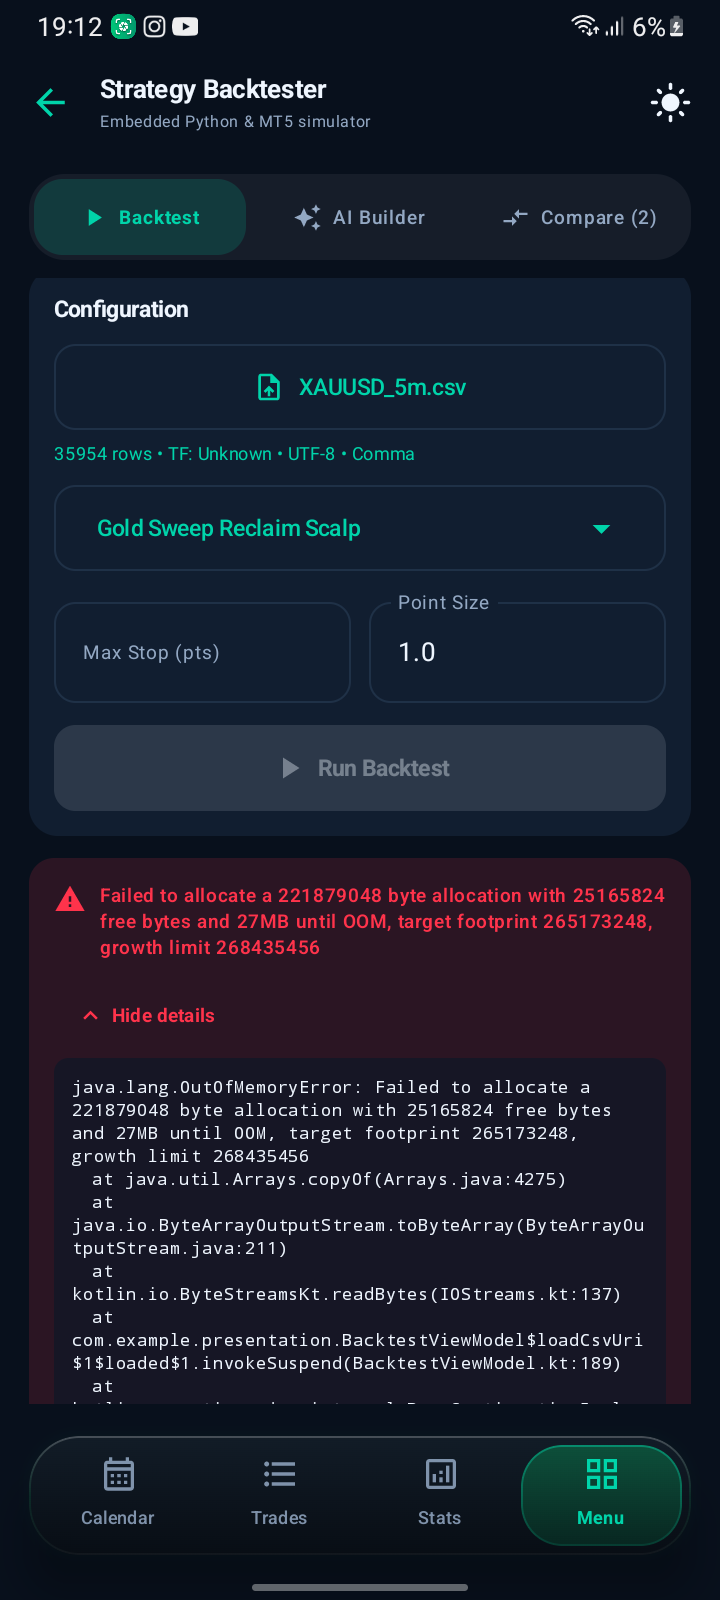 19:12
6%
Strategy Backtester
Embedded Python & MT5 simulator
Backtest
AI Builder
Compare (2)
Configuration
XAUUSD_5m.csv
35954 rows • TF: Unknown • UTF-8 • Comma
Gold Sweep Reclaim Scalp
Max Stop (pts)
Point Size
1.0
Run Backtest
Failed to allocate a 221879048 byte allocation with 25165824
free bytes and 27MB until OOM, target footprint 265173248,
growth limit 268435456
Hide details
java.lang.OutOfMemoryError: Failed to allocate a
221879048 byte allocation with 25165824 free bytes
and 27MB until OOM, target footprint 265173248,
growth limit 268435456
at java.util.Arrays.copyOf(Arrays.java:4275)
at
java.io.ByteArrayOutputStream.toByteArray(ByteArrayOu
tputStream.java:211)
at
kotlin.io.ByteStreamsKt.readBytes(IOStreams.kt:137)
at
com.example.presentation.BacktestViewModel$loadCsvUri
$1$loaded$1.invokeSuspend(BacktestViewModel.kt:189)
at
Calendar
Trades
Stats
Menu